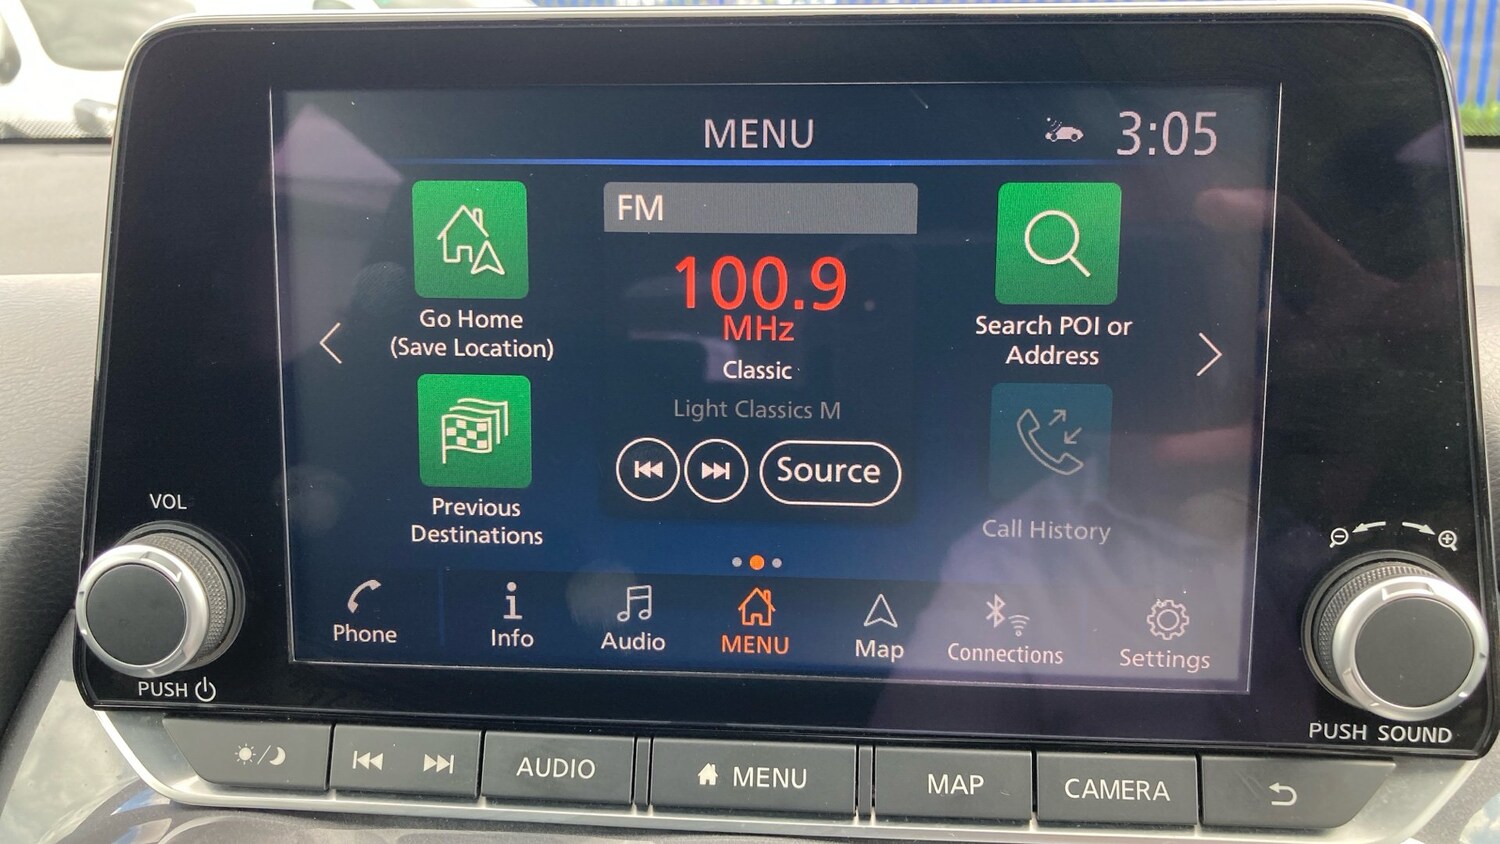 MENU
3:05
Go Home
(Save Location)
FM
100.9
MHz
Classic
Light Classics M
Source
Search POI or
Address
Previous
Destinations
Call History
Phone
Info
Audio
MENU
Map
Connections
Settings
VOL
PUSH
PUSH SOUND
AUDIO
MENU
MAP
CAMERA